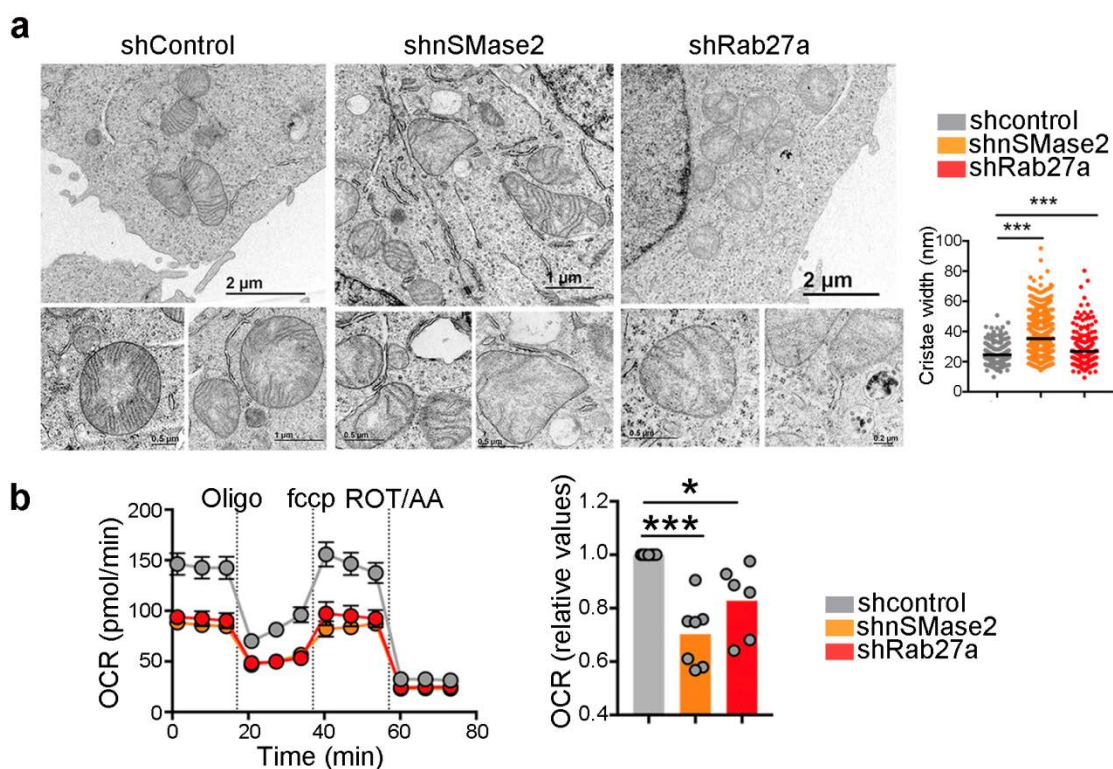 a
shControl shnSMase2 shRab27a
2 µm
1 µm
2 µm
0.5 µm
1 µm
0.5 µm
0.5 µm
0.5 µm
0.2 µm
shcontrol
shnSMase2
shRab27a
***
***
Cristae width (nm)
100
80
60
40
20
0
b
Oligo fccp ROT/AA
OCR (pmol/min)
200
150
100
50
0
0 20 40 60 80
Time (min)
OCR (relative values)
1.2
1.0
0.8
0.6
0.4
*
***
shcontrol
shnSMase2
shRab27a